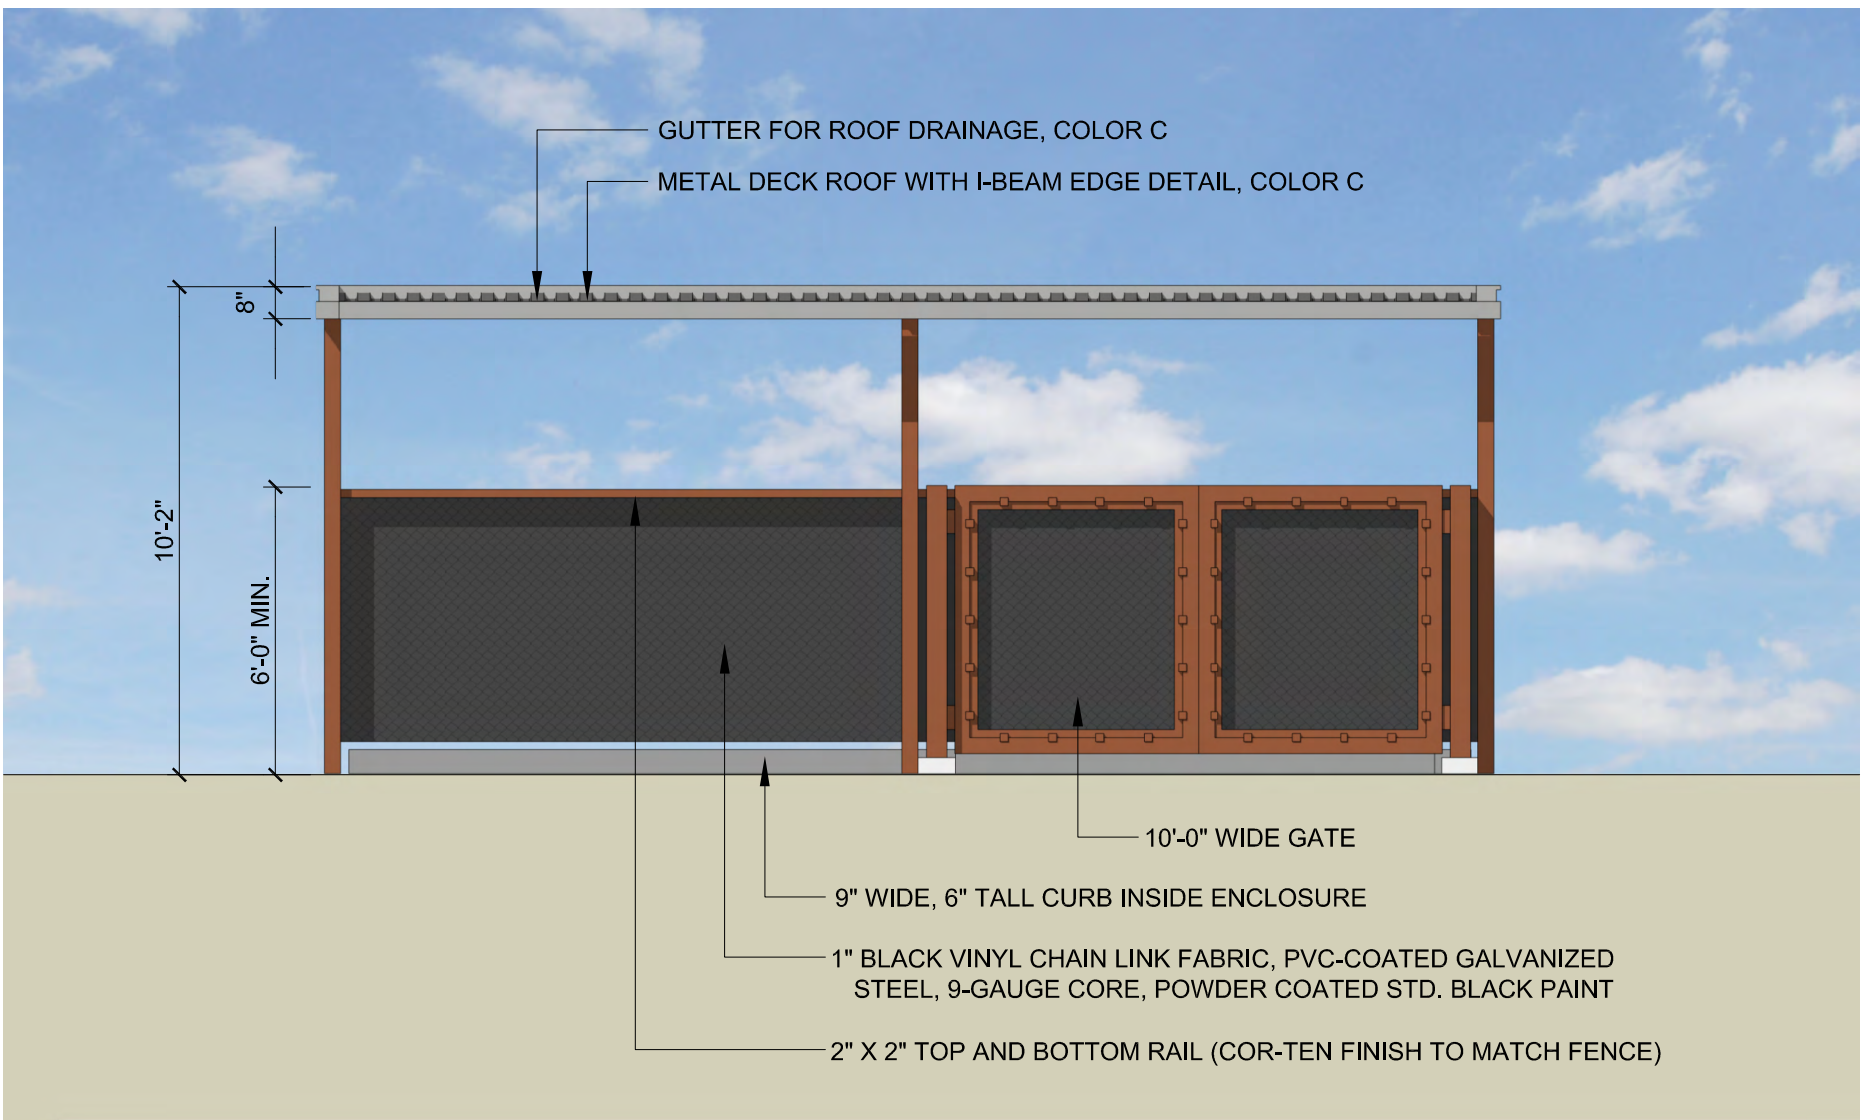 GUTTER FOR ROOF DRAINAGE, COLOR C
METAL DECK ROOF WITH I-BEAM EDGE DETAIL, COLOR C
8"
10'-2"
6'-0" MIN.
10'-0" WIDE GATE
9" WIDE, 6" TALL CURB INSIDE ENCLOSURE
1" BLACK VINYL CHAIN LINK FABRIC, PVC-COATED GALVANIZED
STEEL, 9-GAUGE CORE, POWDER COATED STD. BLACK PAINT
2" X 2" TOP AND BOTTOM RAIL (COR-TEN FINISH TO MATCH FENCE)